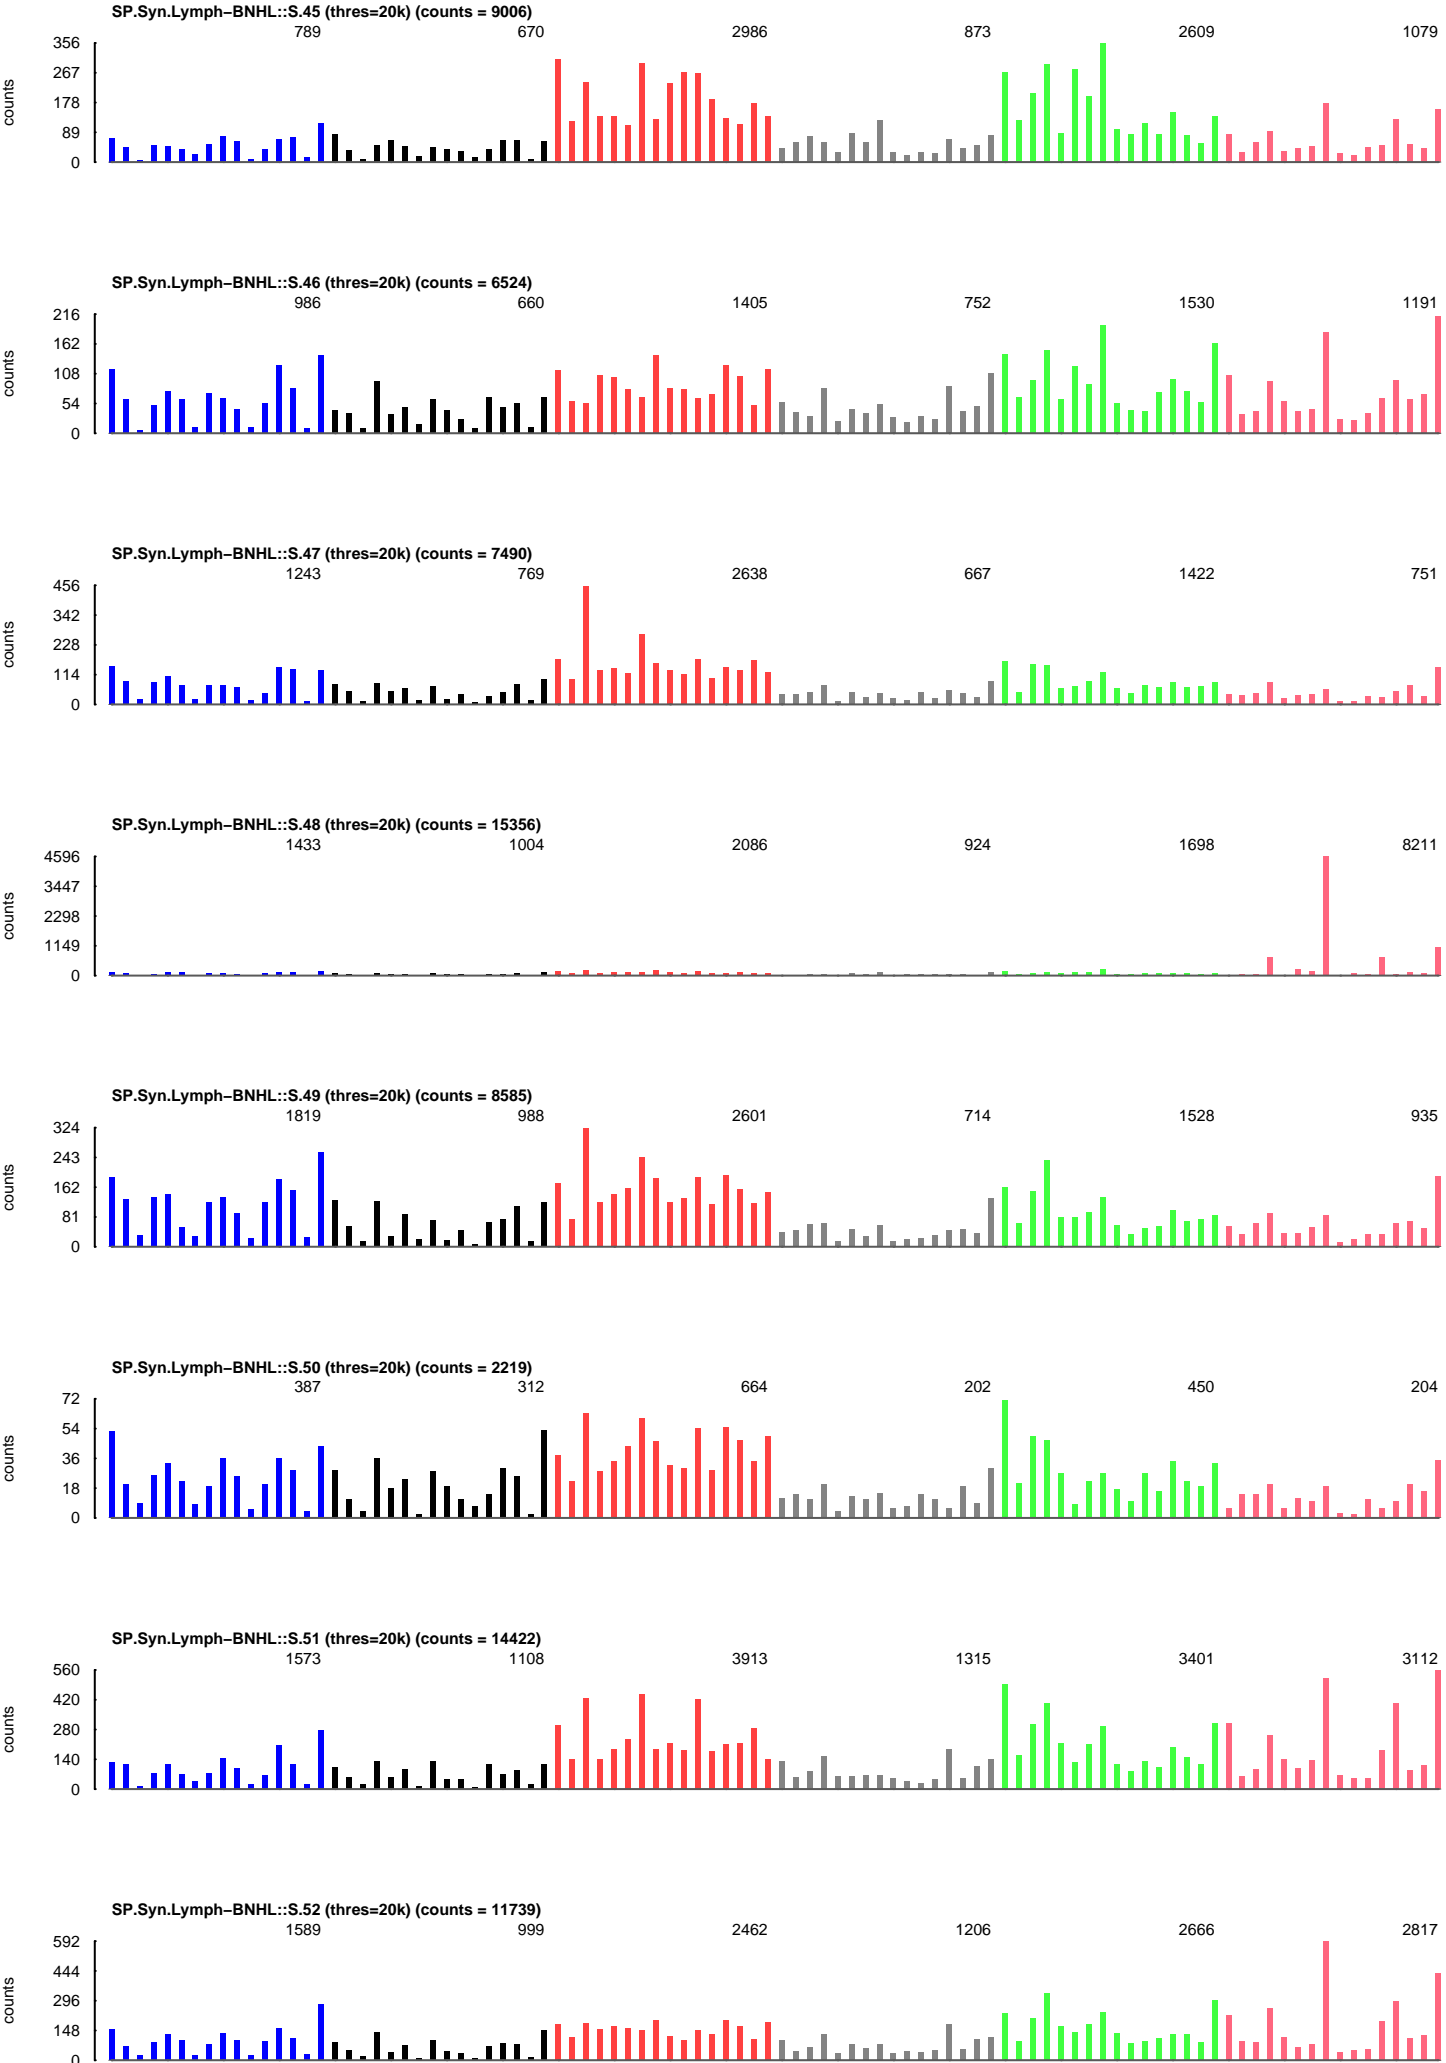 SP.Syn.Lymph−BNHL::S.45 (thres=20k) (counts = 9006)
789 670 2986 873 2609 1079
356
267
178
89
0
counts
SP.Syn.Lymph−BNHL::S.46 (thres=20k) (counts = 6524)
986 660 1405 752 1530 1191
216
162
108
54
0
counts
SP.Syn.Lymph−BNHL::S.47 (thres=20k) (counts = 7490)
1243 769 2638 667 1422 751
456
342
228
114
0
counts
SP.Syn.Lymph−BNHL::S.48 (thres=20k) (counts = 15356)
1433 1004 2086 924 1698 8211
4596
3447
2298
1149
0
counts
SP.Syn.Lymph−BNHL::S.49 (thres=20k) (counts = 8585)
1819 988 2601 714 1528 935
324
243
162
81
0
counts
SP.Syn.Lymph−BNHL::S.50 (thres=20k) (counts = 2219)
387 312 664 202 450 204
72
54
36
18
0
counts
SP.Syn.Lymph−BNHL::S.51 (thres=20k) (counts = 14422)
1573 1108 3913 1315 3401 3112
560
420
280
140
0
counts
SP.Syn.Lymph−BNHL::S.52 (thres=20k) (counts = 11739)
1589 999 2462 1206 2666 2817
592
444
296
148
0
counts